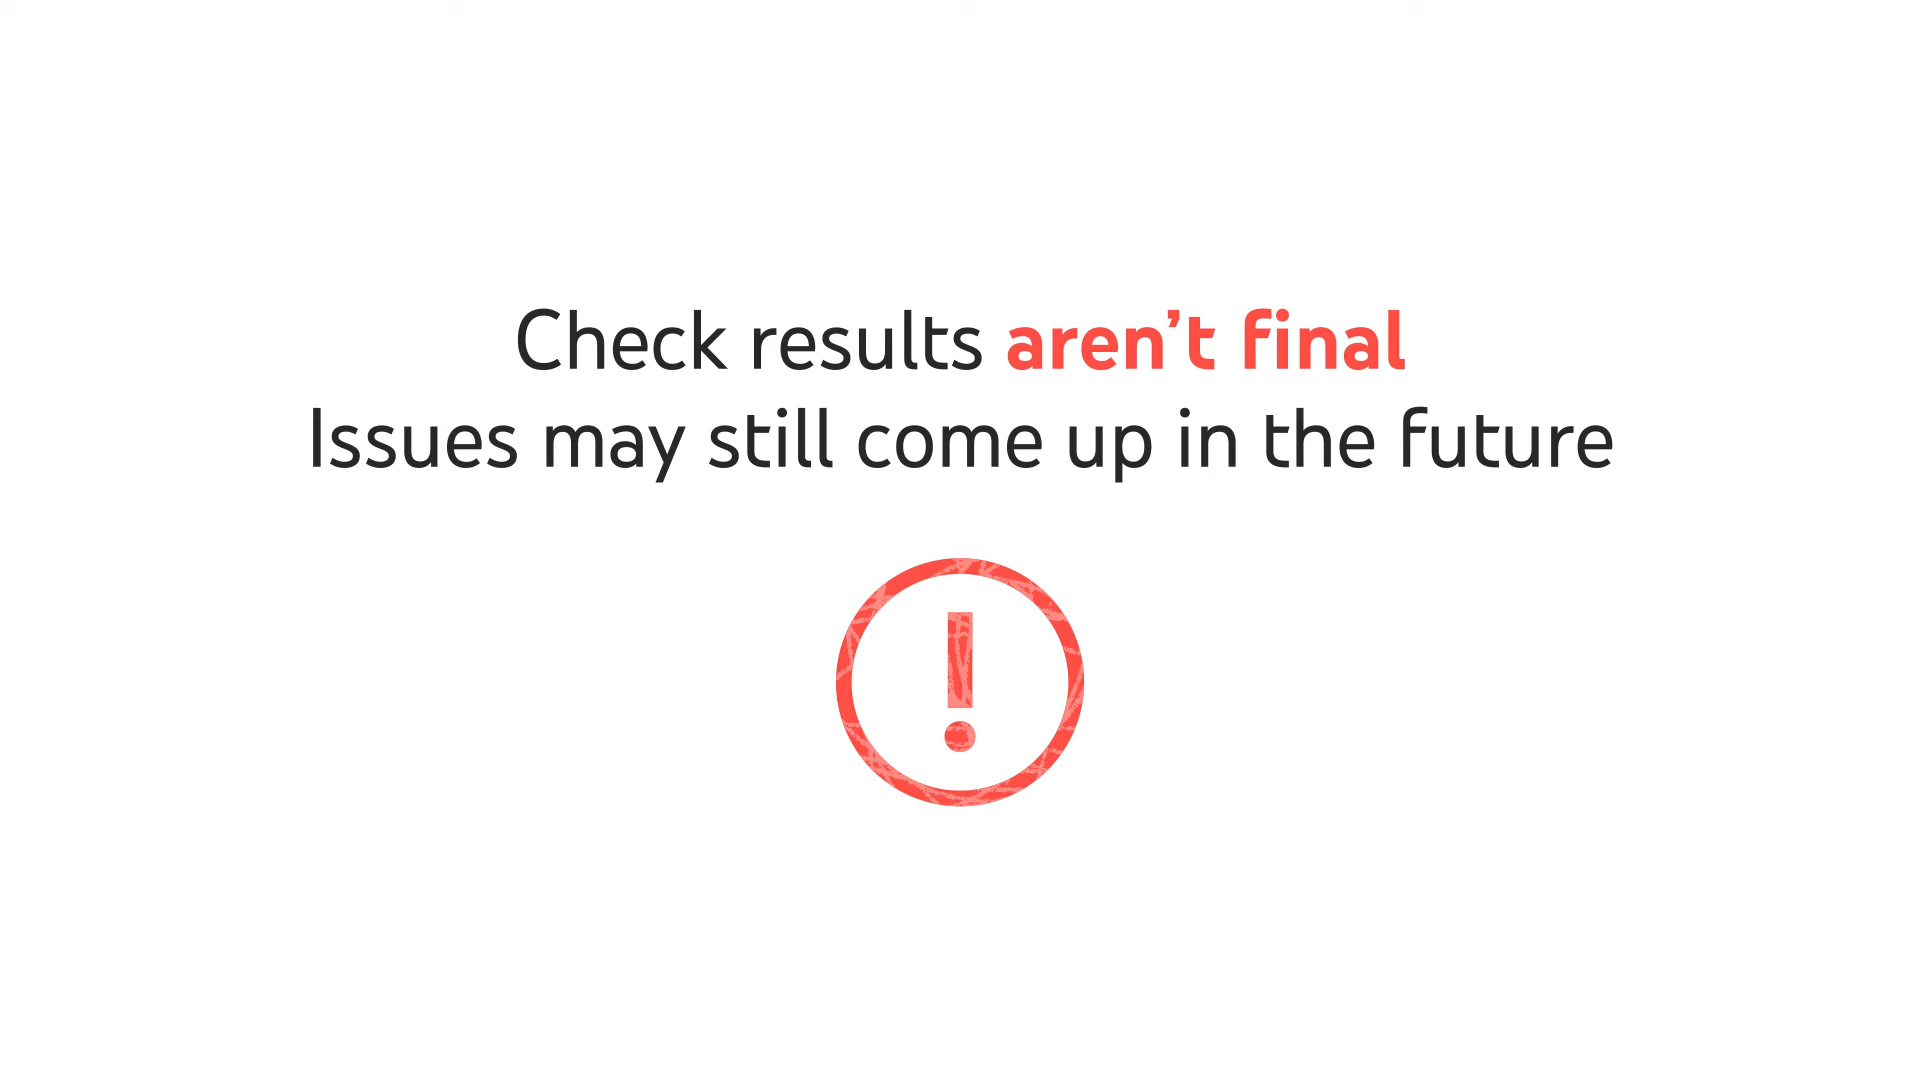 Check results aren’t final
Issues may still come up in the future